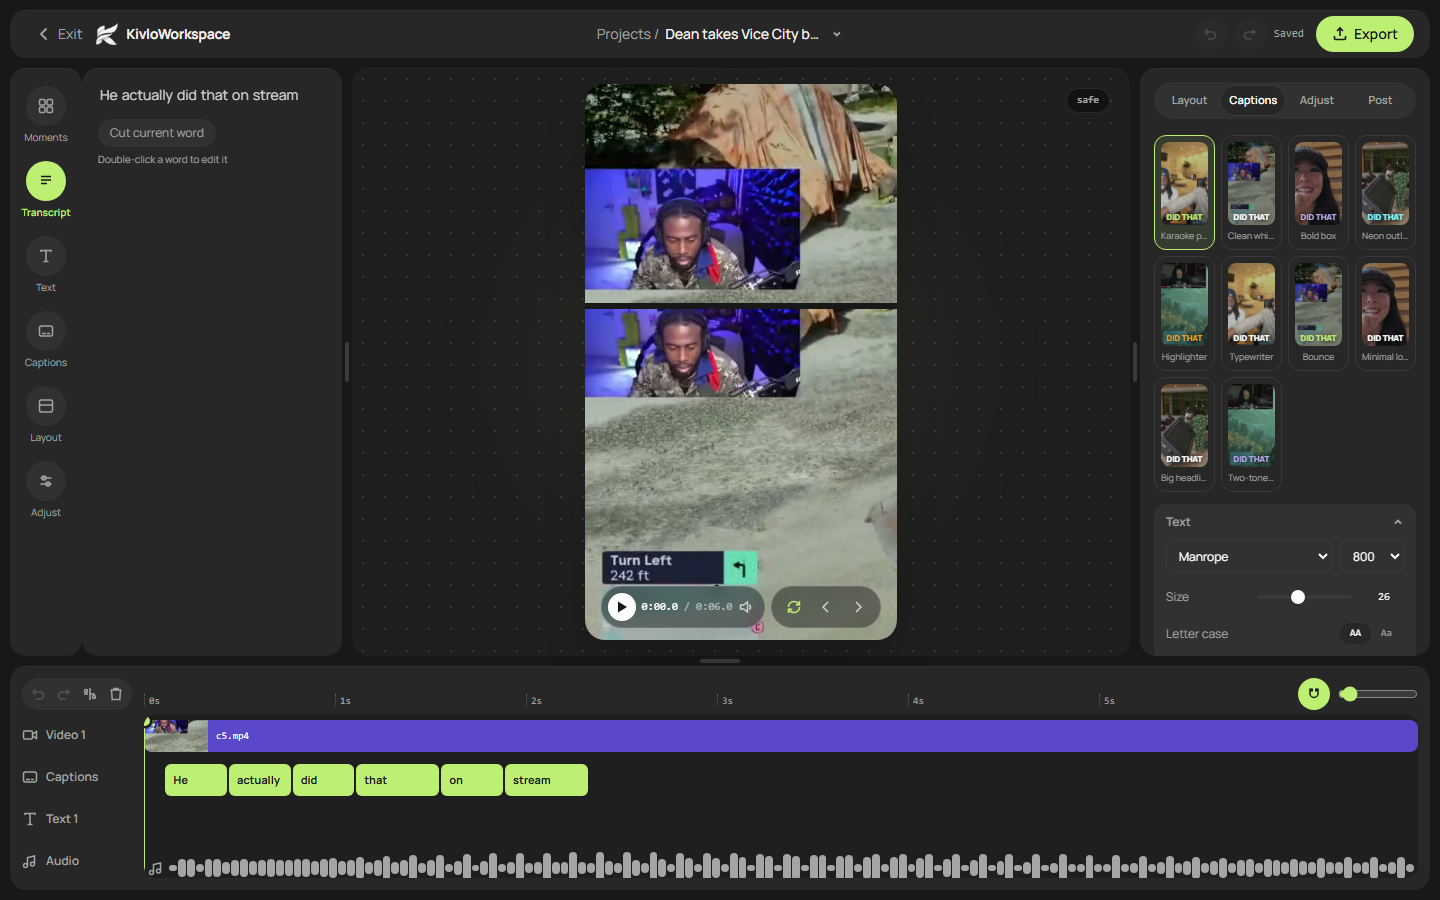 Exit
KivloWorkspace
Projects / Dean takes Vice City b...
Saved
Export
Moments
Transcript
Text
Captions
Layout
Adjust
He actually did that on stream
Cut current word
Double-click a word to edit it
safe
Turn Left
242 ft
0:00.0 / 0:06.0
Layout
Captions
Adjust
Post
DID THAT
DID THAT
DID THAT
DID THAT
Karaoke p...
Clean whi...
Bold box
Neon outl...
DID THAT
DID THAT
DID THAT
DID THAT
Highlighter
Typewriter
Bounce
Minimal lo...
DID THAT
DID THAT
Big headli...
Two-tone...
Text
Manrope
800
Size
26
Letter case
AA
Aa
0s
1s
2s
3s
4s
5s
Video 1
c5.mp4
Captions
He
actually
did
that
on
stream
Text 1
Audio